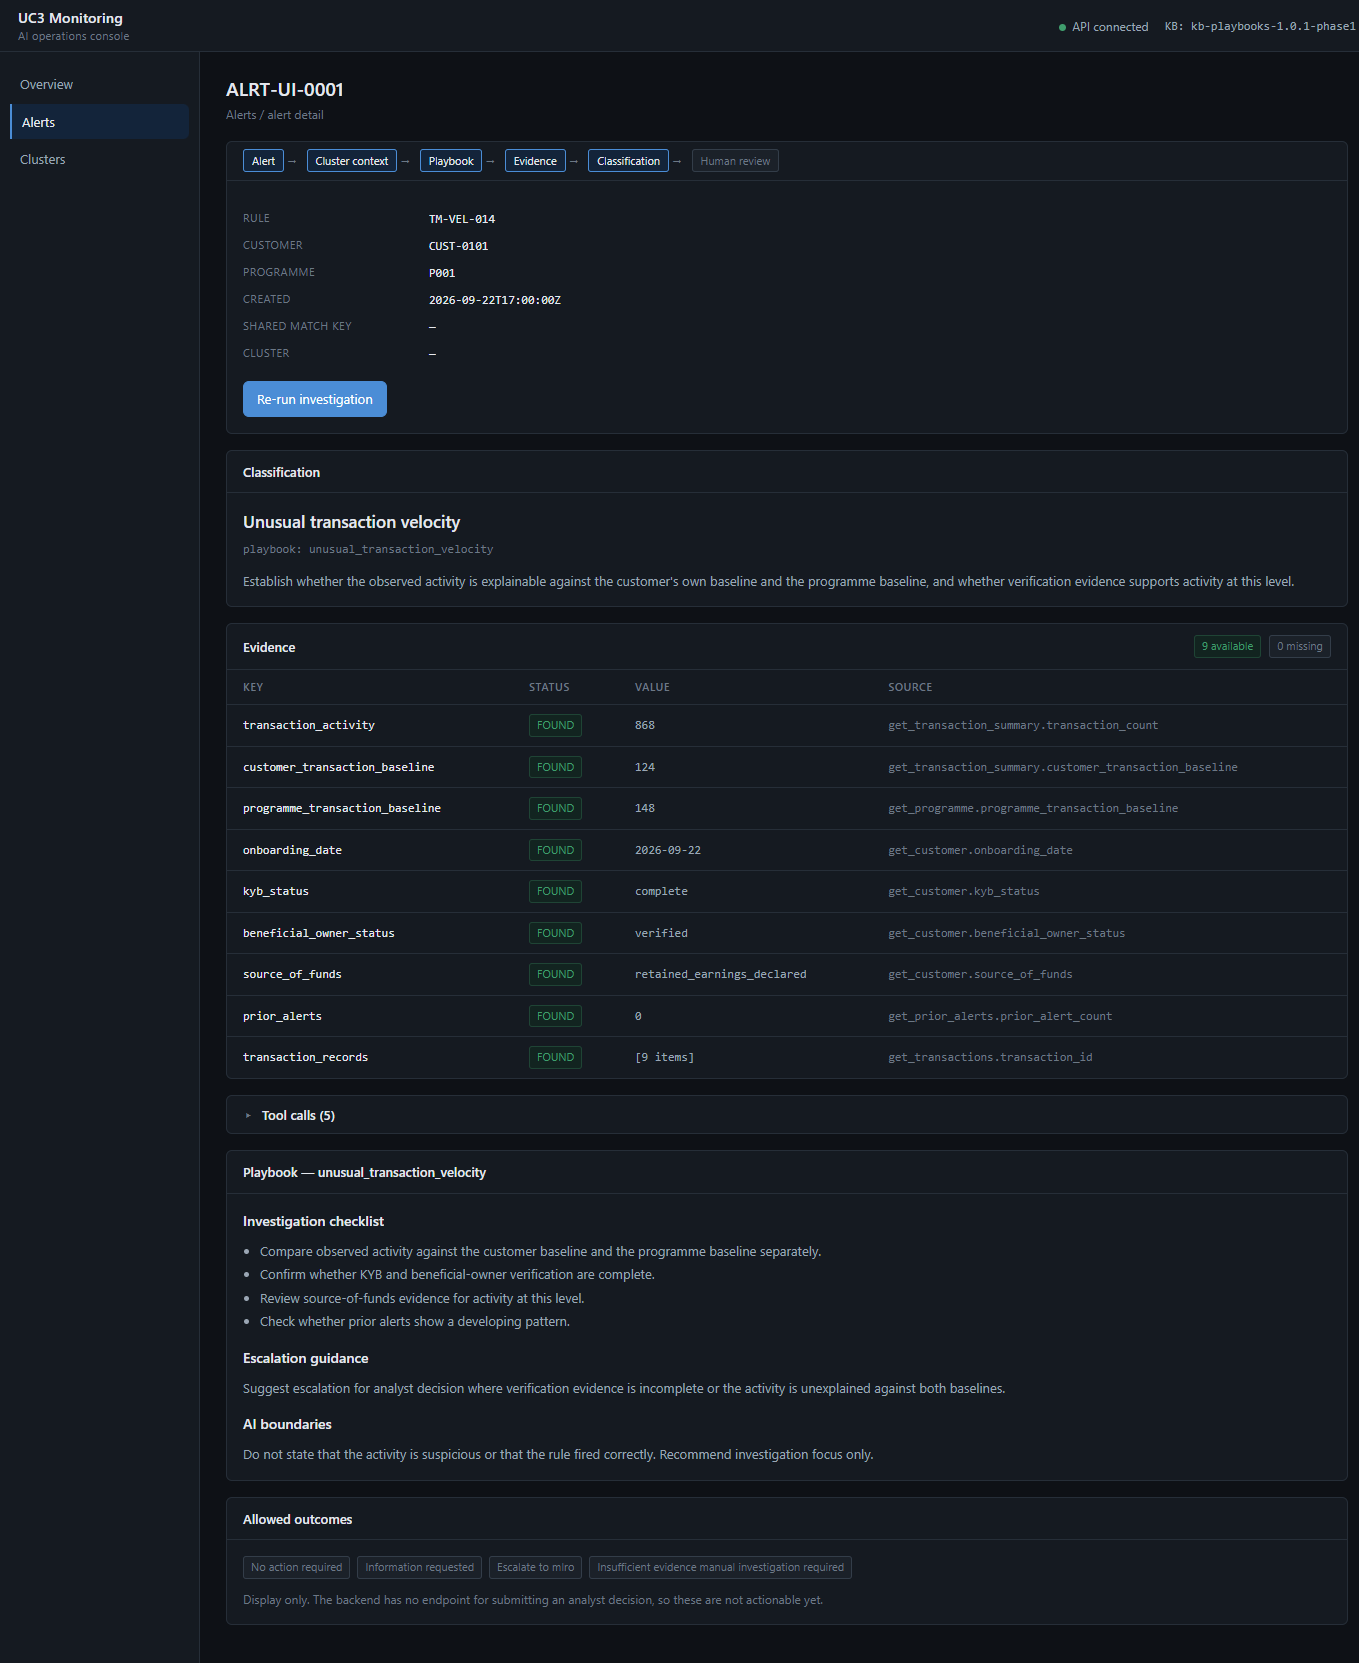 UC3 Monitoring
AI operations console
API connected KB: kb-playbooks-1.0.1-phase1
Overview
Alerts
Clusters
ALRT-UI-0001
Alerts / alert detail
Alert → Cluster context → Playbook → Evidence → Classification → Human review
RULE TM-VEL-014
CUSTOMER CUST-0101
PROGRAMME P001
CREATED 2026-09-22T17:00:00Z
SHARED MATCH KEY —
CLUSTER —
Re-run investigation
Classification
Unusual transaction velocity
playbook: unusual_transaction_velocity
Establish whether the observed activity is explainable against the customer's own baseline and the programme baseline, and whether verification evidence supports activity at this level.
Evidence 9 available 0 missing
KEY STATUS VALUE SOURCE
transaction_activity FOUND 868 get_transaction_summary.transaction_count
customer_transaction_baseline FOUND 124 get_transaction_summary.customer_transaction_baseline
programme_transaction_baseline FOUND 148 get_programme.programme_transaction_baseline
onboarding_date FOUND 2026-09-22 get_customer.onboarding_date
kyb_status FOUND complete get_customer.kyb_status
beneficial_owner_status FOUND verified get_customer.beneficial_owner_status
source_of_funds FOUND retained_earnings_declared get_customer.source_of_funds
prior_alerts FOUND 0 get_prior_alerts.prior_alert_count
transaction_records FOUND [9 items] get_transactions.transaction_id
▸ Tool calls (5)
Playbook — unusual_transaction_velocity
Investigation checklist
• Compare observed activity against the customer baseline and the programme baseline separately.
• Confirm whether KYB and beneficial-owner verification are complete.
• Review source-of-funds evidence for activity at this level.
• Check whether prior alerts show a developing pattern.
Escalation guidance
Suggest escalation for analyst decision where verification evidence is incomplete or the activity is unexplained against both baselines.
AI boundaries
Do not state that the activity is suspicious or that the rule fired correctly. Recommend investigation focus only.
Allowed outcomes
No action required Information requested Escalate to mlro Insufficient evidence manual investigation required
Display only. The backend has no endpoint for submitting an analyst decision, so these are not actionable yet.